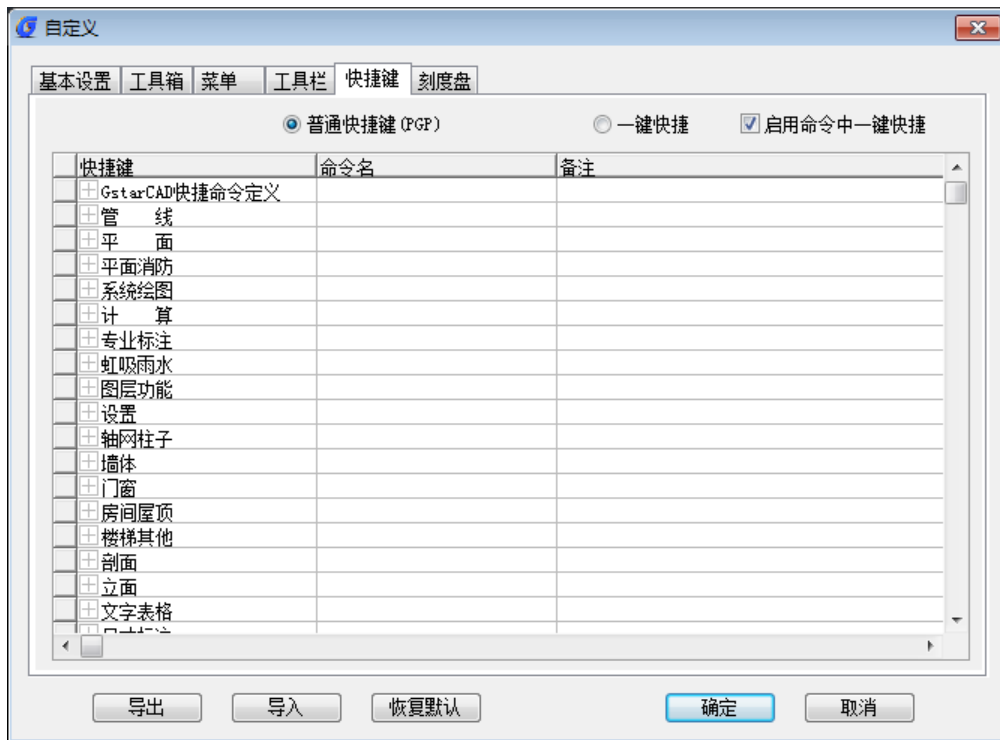 自定义
基本设置 工具箱 菜单 工具栏 快捷键 刻度盘
普通快捷键(PGP) 一键快捷 启用命令中一键快捷
快捷键 命令名 备注
GstarCAD快捷命令定义
管 线
平 面
平面消防
系统绘图
计 算
专业标注
虹吸雨水
图层功能
设置
轴网柱子
墙体
门窗
房间屋顶
楼梯其他
剖面
立面
文字表格
导出 导入 恢复默认 确定 取消